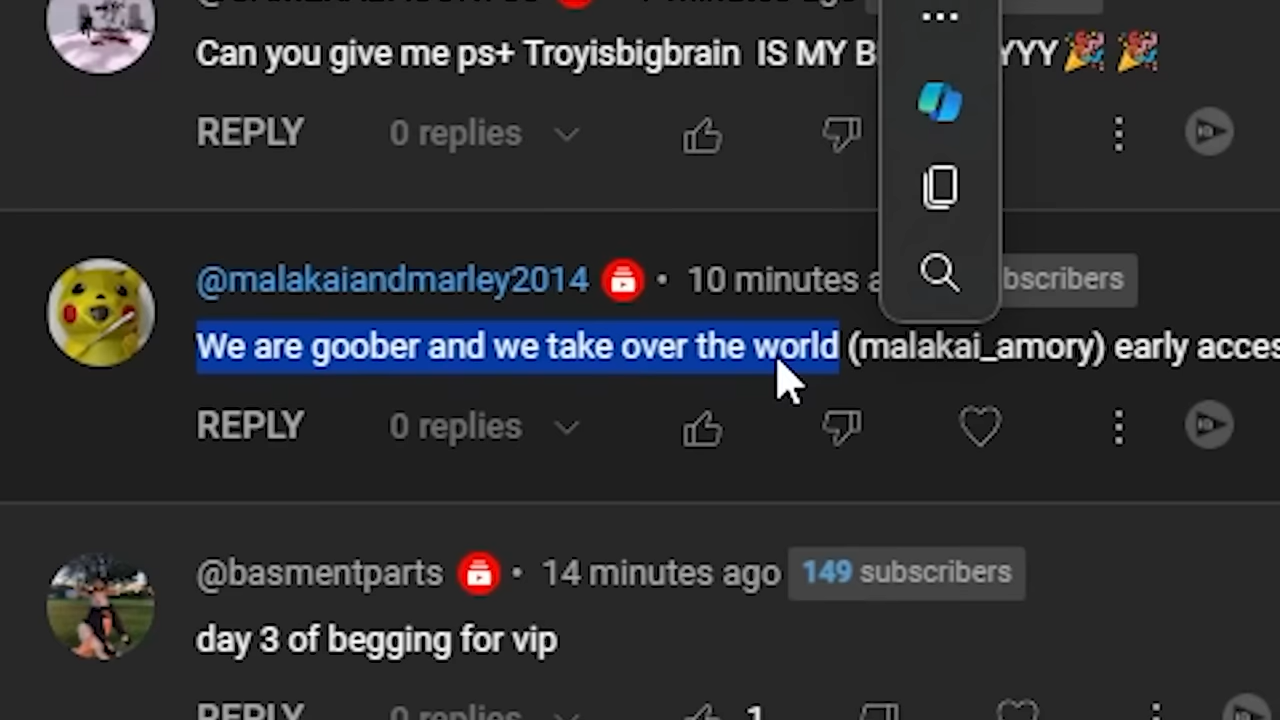 Can you give me ps+ Troyisbigbrain IS MY B YYY🎉 🎉
REPLY 0 replies
@malakaiandmarley2014 • 10 minutes a bscribers
We are goober and we take over the world (malakai_amory) early acces
REPLY 0 replies
@basmentparts • 14 minutes ago 149 subscribers
day 3 of begging for vip
REPLY 0 replies 1